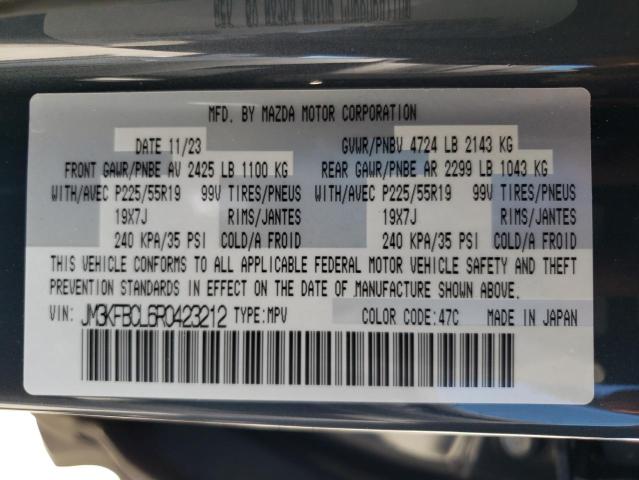 MFD. BY MAZDA MOTOR CORPORATION
DATE 11/23 GVWR/PNBV 4724 LB 2143 KG
FRONT GAWR/PNBE AV 2425 LB 1100 KG REAR GAWR/PNBE AR 2299 LB 1043 KG
WITH/AVEC P225/55R19 99V TIRES/PNEUS WITH/AVEC P225/55R19 99V TIRES/PNEUS
19X7J RIMS/JANTES 19X7J RIMS/JANTES
240 KPA/35 PSI COLD/A FROID 240 KPA/35 PSI COLD/A FROID
THIS VEHICLE CONFORMS TO ALL APPLICABLE FEDERAL MOTOR VEHICLE SAFETY AND THEFT
PREVENTION STANDARDS IN EFFECT ON THE DATE OF MANUFACTURE SHOWN ABOVE.
VIN: JM3KFBCL6R0423212 TYPE:MPV COLOR CODE: 47C MADE IN JAPAN